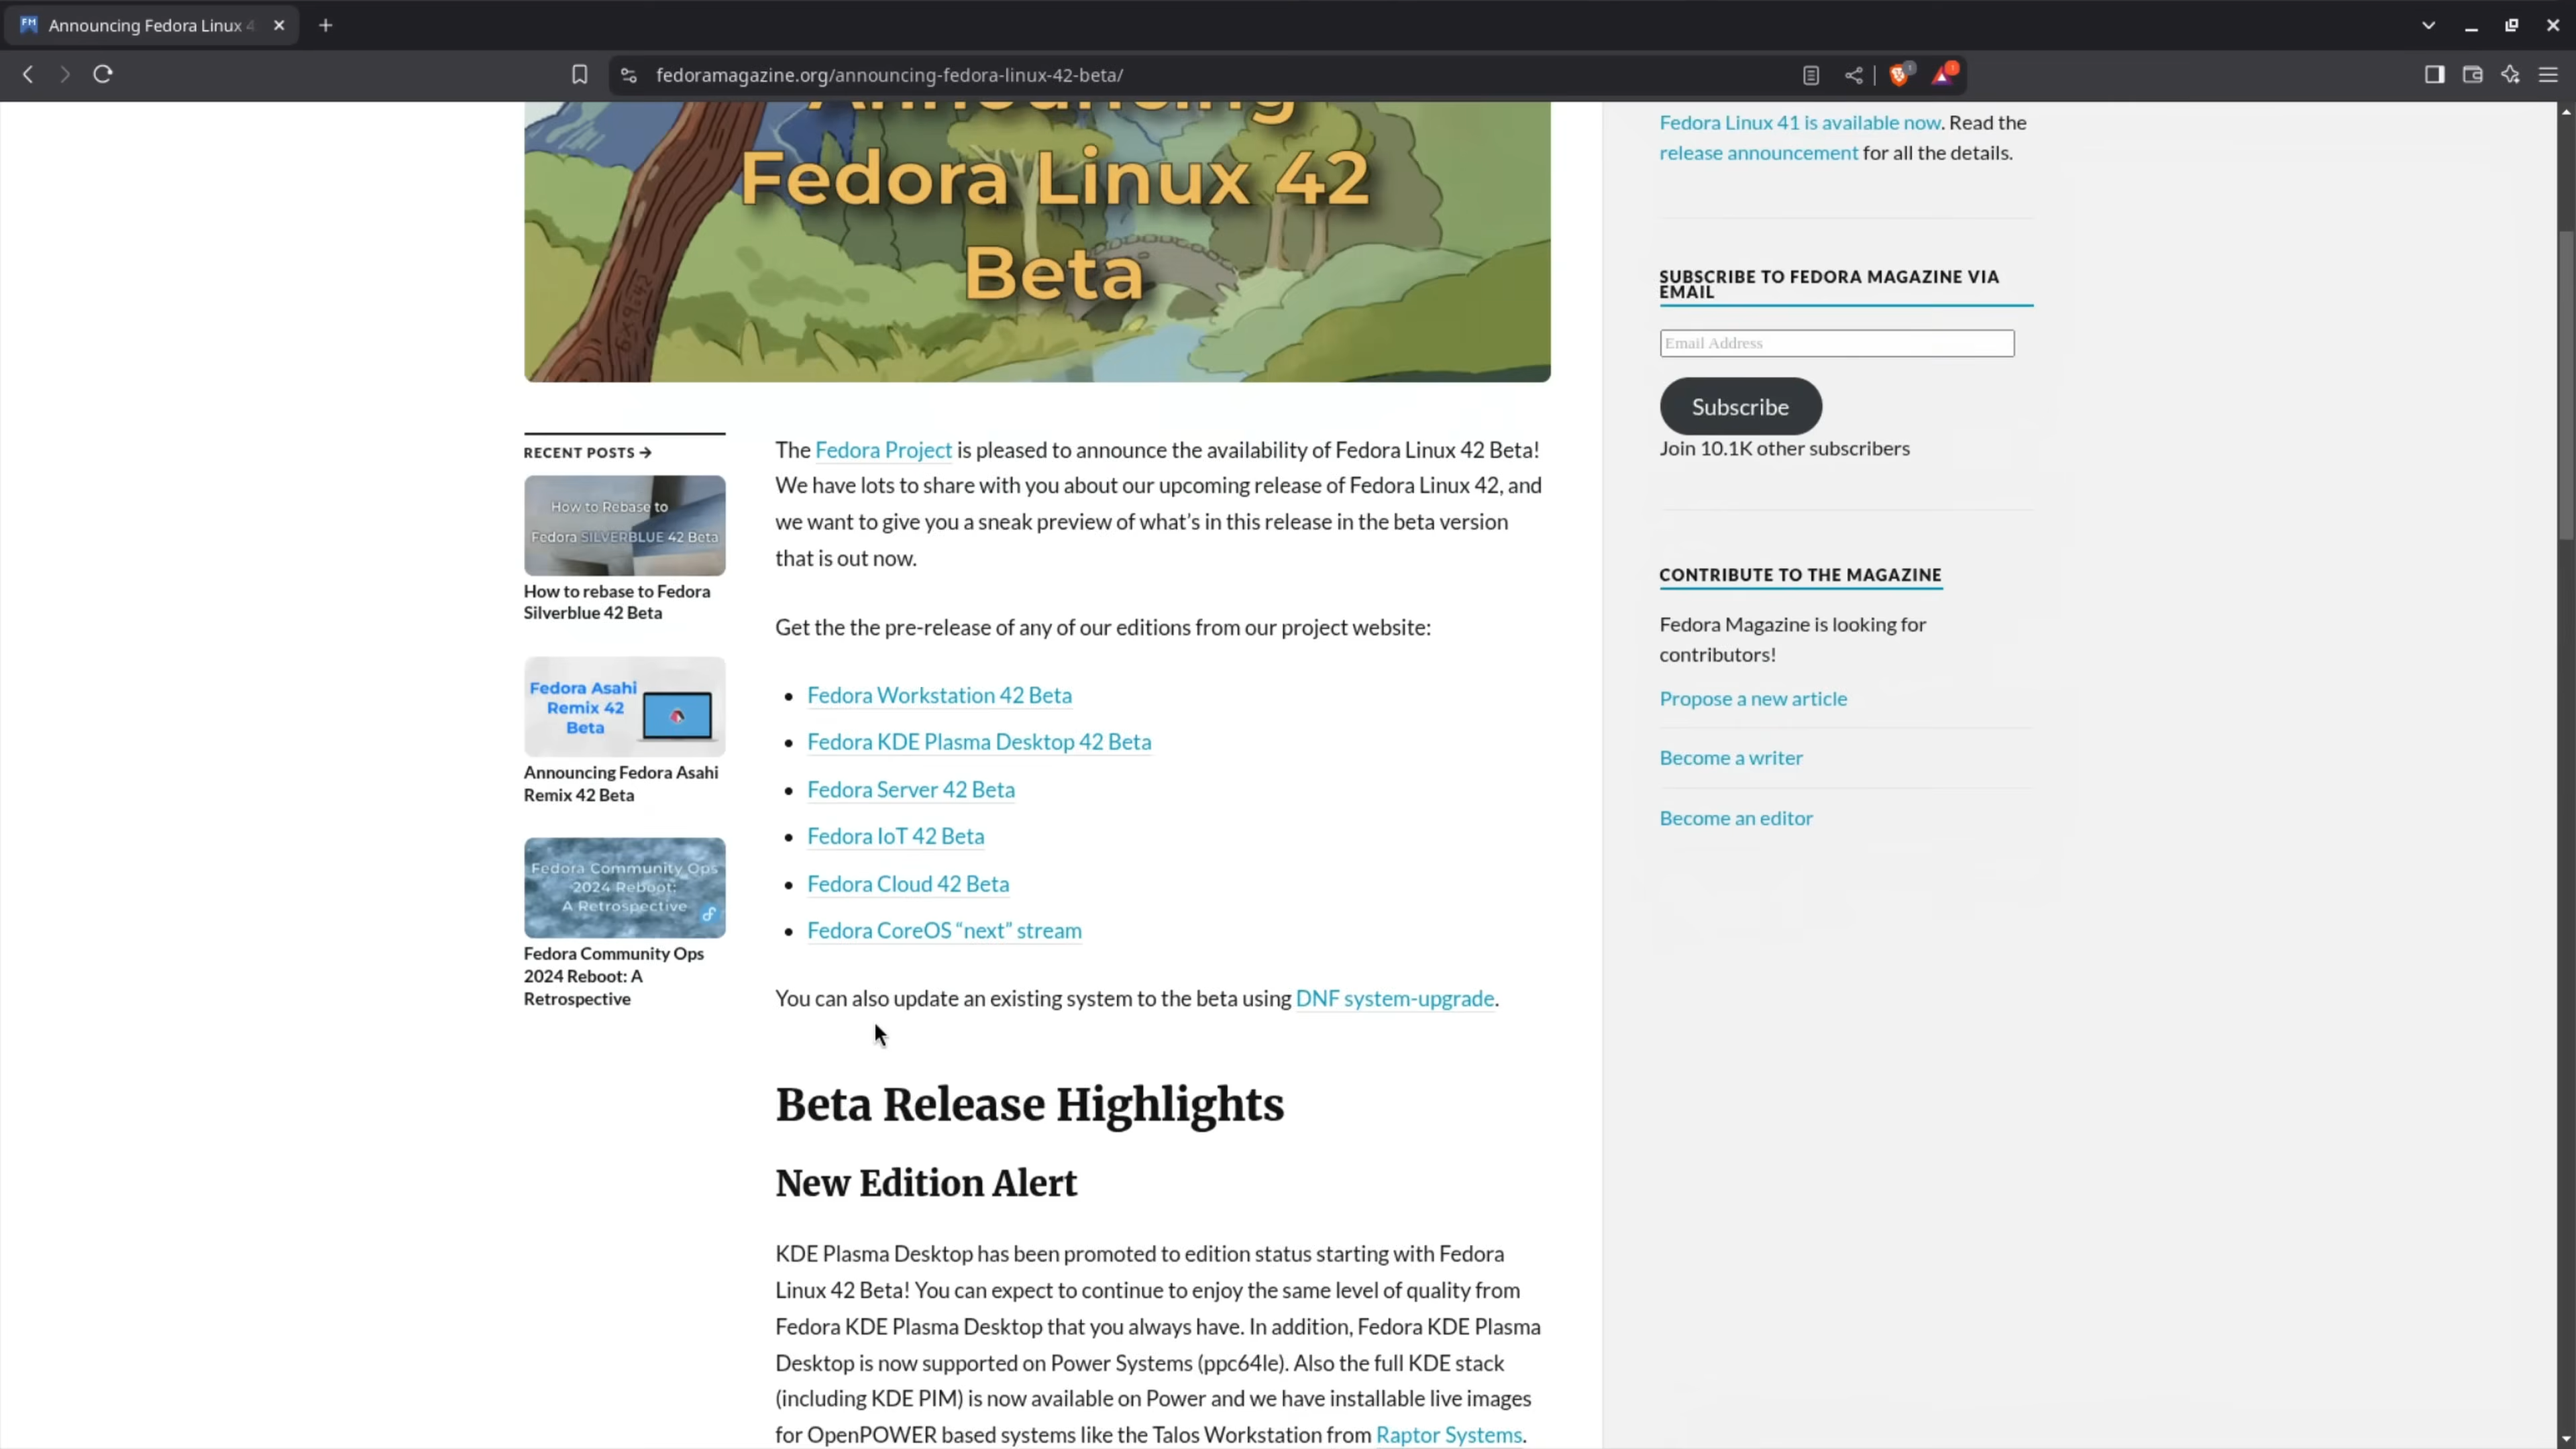 FM Announcing Fedora Linux 4
fedoramagazine.org/announcing-fedora-linux-42-beta/
1
1
Announcing
Fedora Linux 42
Beta
Fedora Linux 41 is available now. Read the
release announcement for all the details.
SUBSCRIBE TO FEDORA MAGAZINE VIA
EMAIL
Email Address
Subscribe
Join 10.1K other subscribers
CONTRIBUTE TO THE MAGAZINE
Fedora Magazine is looking for
contributors!
Propose a new article
Become a writer
Become an editor
RECENT POSTS →
How to Rebase to
Fedora SILVERBLUE 42 Beta
How to rebase to Fedora
Silverblue 42 Beta
Fedora Asahi
Remix 42
Beta
Announcing Fedora Asahi
Remix 42 Beta
Fedora Community Ops
2024 Reboot:
A Retrospective
Fedora Community Ops
2024 Reboot: A
Retrospective
The Fedora Project is pleased to announce the availability of Fedora Linux 42 Beta!
We have lots to share with you about our upcoming release of Fedora Linux 42, and
we want to give you a sneak preview of what’s in this release in the beta version
that is out now.
Get the the pre-release of any of our editions from our project website:
• Fedora Workstation 42 Beta
• Fedora KDE Plasma Desktop 42 Beta
• Fedora Server 42 Beta
• Fedora IoT 42 Beta
• Fedora Cloud 42 Beta
• Fedora CoreOS “next” stream
You can also update an existing system to the beta using DNF system-upgrade.
Beta Release Highlights
New Edition Alert
KDE Plasma Desktop has been promoted to edition status starting with Fedora
Linux 42 Beta! You can expect to continue to enjoy the same level of quality from
Fedora KDE Plasma Desktop that you always have. In addition, Fedora KDE Plasma
Desktop is now supported on Power Systems (ppc64le). Also the full KDE stack
(including KDE PIM) is now available on Power and we have installable live images
for OpenPOWER based systems like the Talos Workstation from Raptor Systems.